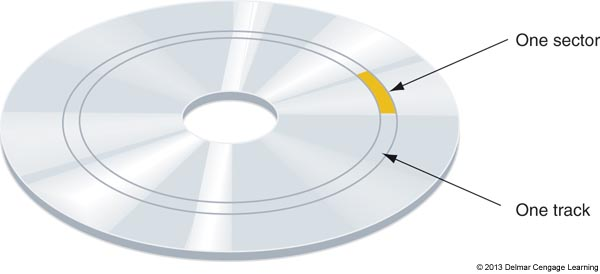 One sector
One track
© 2013 Delmar Cengage Learning